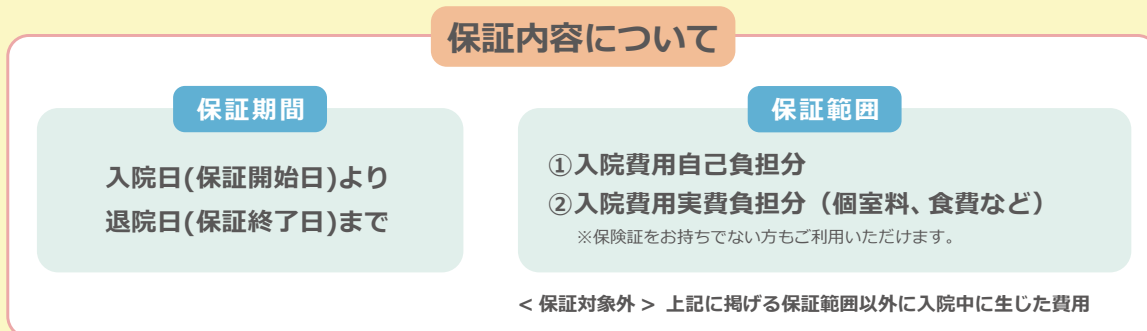 保証内容について
保証期間
入院日(保証開始日)より
退院日(保証終了日)まで
保証範囲
①入院費用自己負担分
②入院費用実費負担分（個室料、食費など）
※保険証をお持ちでない方もご利用いただけます。
< 保証対象外 > 上記に掲げる保証範囲以外に入院中に生じた費用